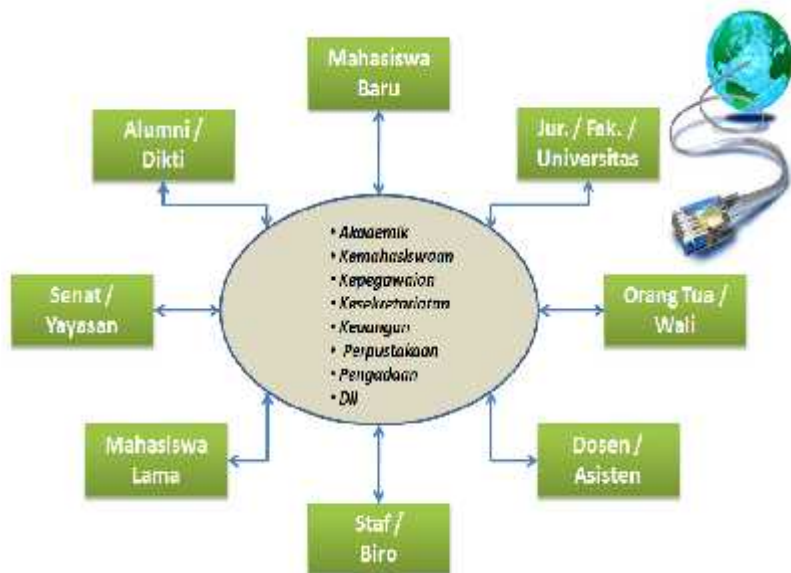 Mahasiswa
Baru
Alumni /
Dikti
Jur. / Fak. /
Universitas
• Akademik
• Kemahasiswaan
• Kepegawaian
• Kesekretariatan
• Keuangan
• Perpustakaan
• Pengadaan
• Dll
Senat /
Yayasan
Orang Tua /
Wali
Mahasiswa
Lama
Dosen /
Asisten
Staf /
Biro